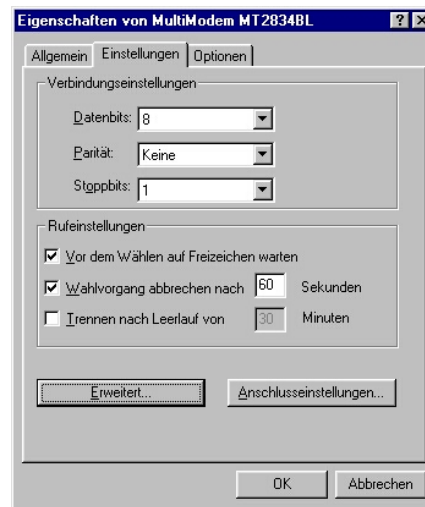 Eigenschaften von MultiModem MT2834BL
Allgemein Einstellungen Optionen
Verbindungseinstellungen
Datenbits: 8
Parität: Keine
Stoppbits: 1
Rufeinstellungen
Vor dem Wählen auf Freizeichen warten
Wahlvorgang abbrechen nach 60 Sekunden
Trennen nach Leerlauf von 30 Minuten
Erweitert... Anschlusseinstellungen...
OK Abbrechen